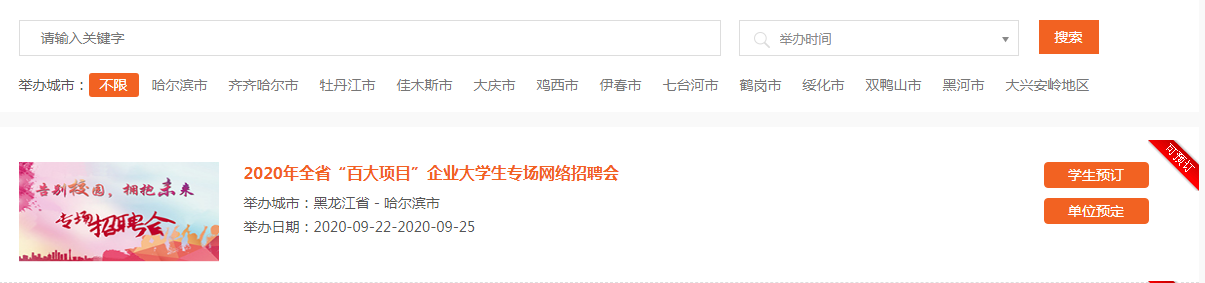 请输入关键字
举办时间
搜索
举办城市：不限 哈尔滨市 齐齐哈尔市 牡丹江市 佳木斯市 大庆市 鸡西市 伊春市 七台河市 鹤岗市 绥化市 双鸭山市 黑河市 大兴安岭地区
告别校园，拥抱未来
专场招聘会
2020年全省“百大项目”企业大学生专场网络招聘会
举办城市：黑龙江省 - 哈尔滨市
举办日期：2020-09-22-2020-09-25
可预订
学生预订
单位预定